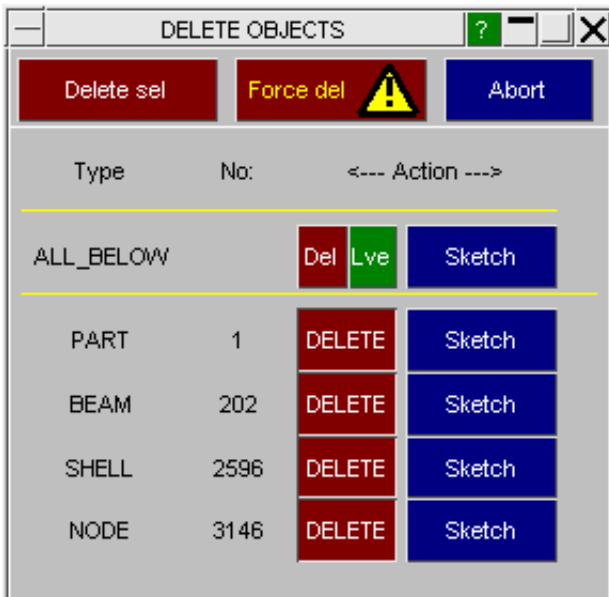 DELETE OBJECTS ?
Delete sel Force del Abort
Type No: <--- Action --->
ALL_BELOW Del Lve Sketch
PART 1 DELETE Sketch
BEAM 202 DELETE Sketch
SHELL 2596 DELETE Sketch
NODE 3146 DELETE Sketch